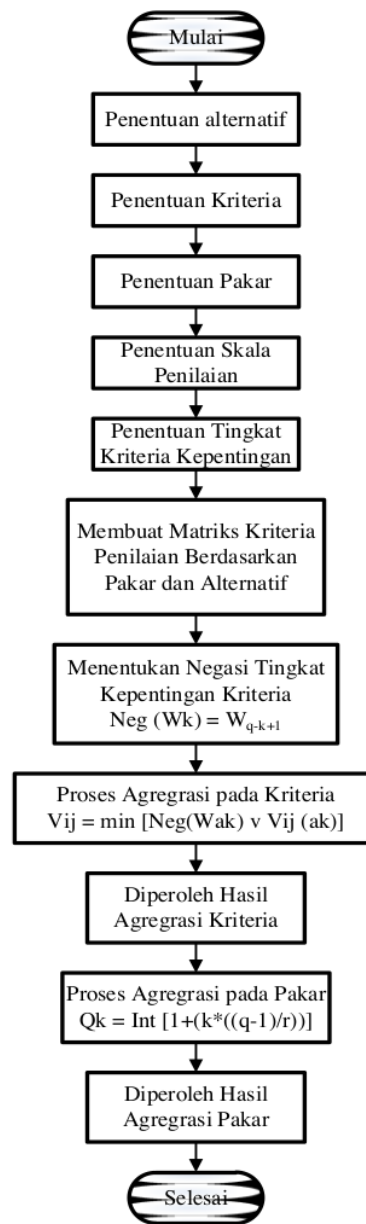 Mulai
Penentuan alternatif
Penentuan Kriteria
Penentuan Pakar
Penentuan Skala
Penilaian
Penentuan Tingkat
Kriteria Kepentingan
Membuat Matriks Kriteria
Penilaian Berdasarkan
Pakar dan Alternatif
Menentukan Negasi Tingkat
Kepentingan Kriteria
Neg (Wk) = W_{q-k+1}
Proses Agregrasi pada Kriteria
Vij = min [Neg(Wak) v Vij (ak)]
Diperoleh Hasil
Agregrasi Kriteria
Proses Agregrasi pada Pakar
Qk = Int [1+(k*((q-1)/r))]
Diperoleh Hasil
Agregrasi Pakar
Selesai